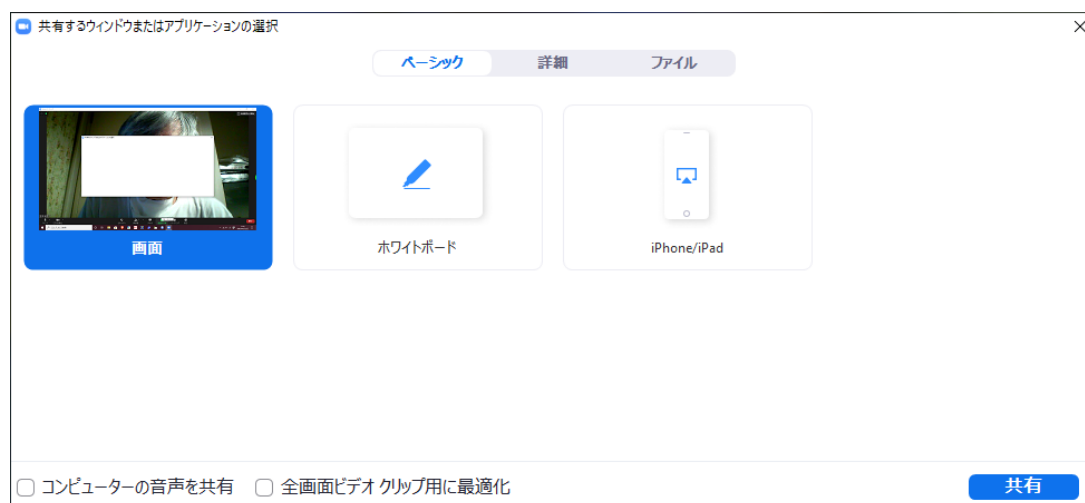 共有するウィンドウまたはアプリケーションの選択
ベーシック 詳細 ファイル
画面 ホワイトボード iPhone/iPad
コンピューターの音声を共有 全画面ビデオ クリップ用に最適化 共有